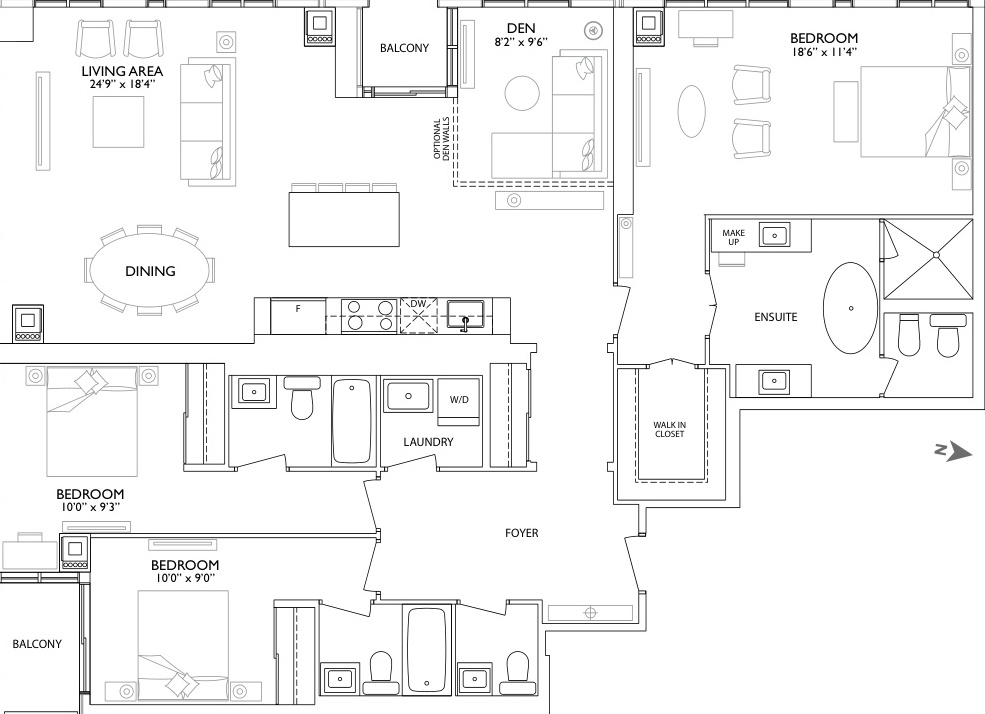 DEN
8'2” x 9'6”
BALCONY
BEDROOM
18'6” x 11'4”
LIVING AREA
24'9” x 18'4”
OPTIONAL
DEN WALLS
MAKE
UP
DINING
ENSUITE
F
DW
W/D
LAUNDRY
WALK IN
CLOSET
N
BEDROOM
10'0” x 9'3”
FOYER
BEDROOM
10'0” x 9'0”
BALCONY